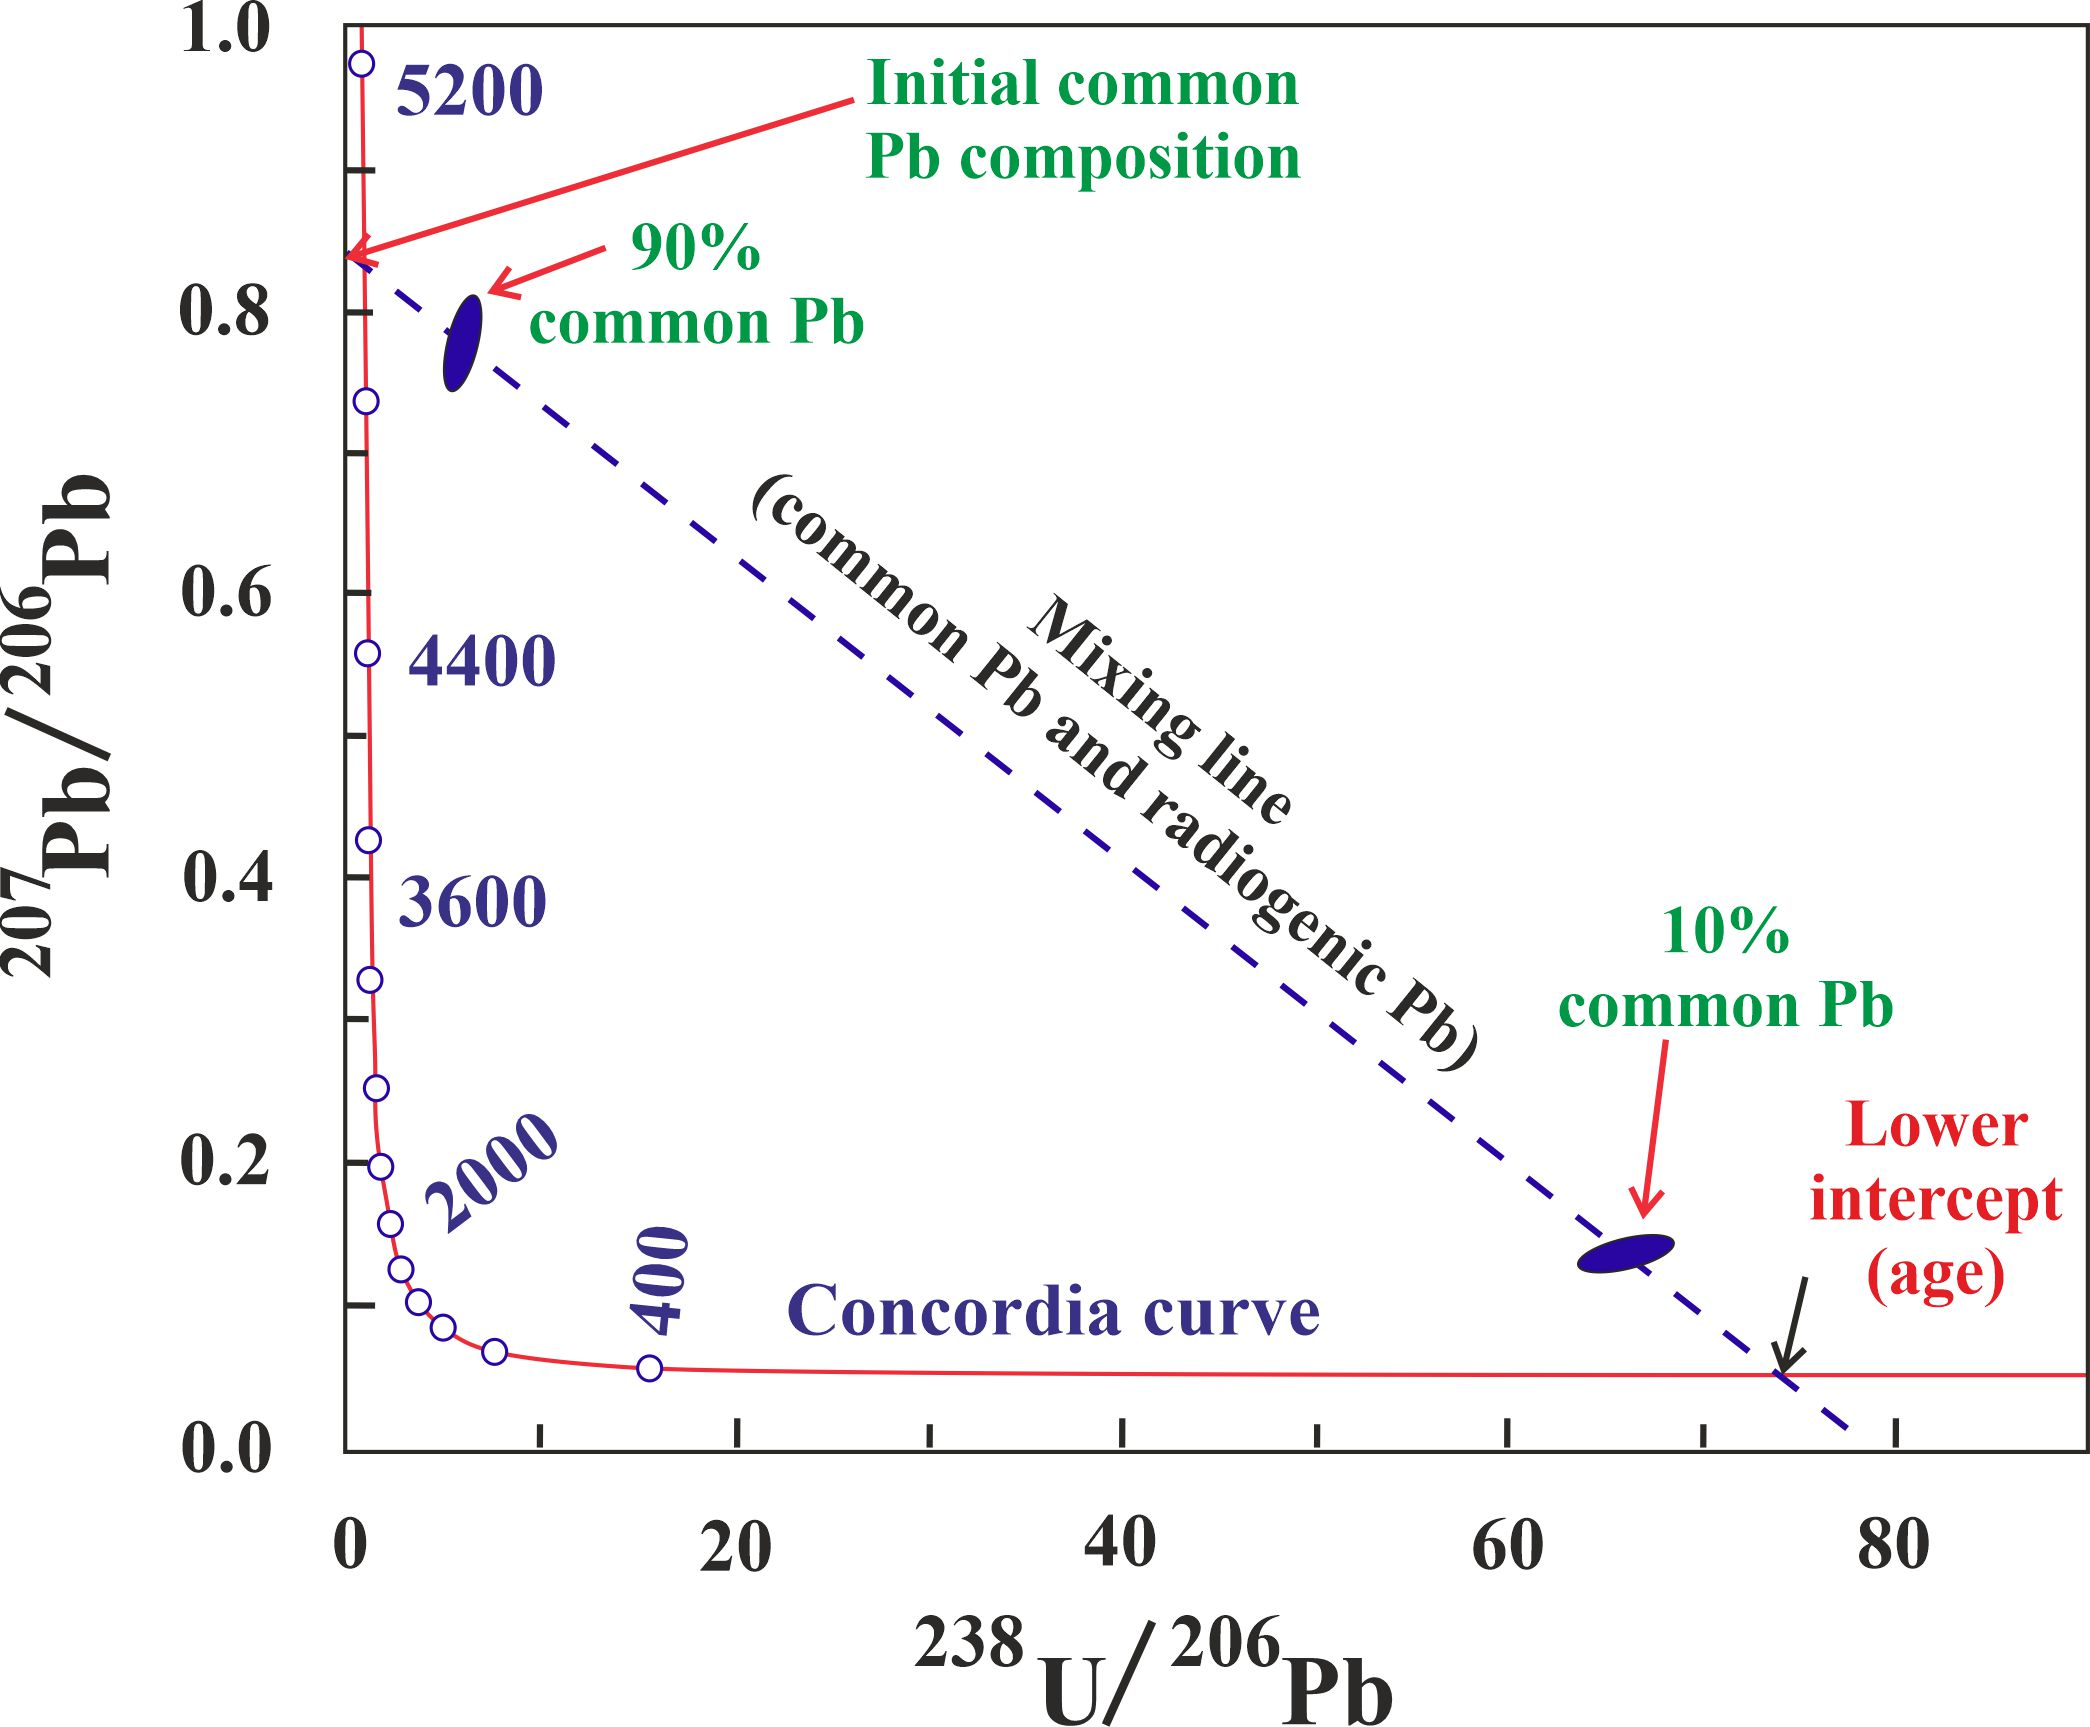 1.0
0.8
0.6
0.4
0.2
0.0
207Pb/206Pb
5200
4400
3600
2000
400
Initial common
Pb composition
90%
common Pb
Mixing line
(common Pb and radiogenic Pb)
10%
common Pb
Lower
intercept
(age)
Concordia curve
0
20
40
60
80
238U/206Pb